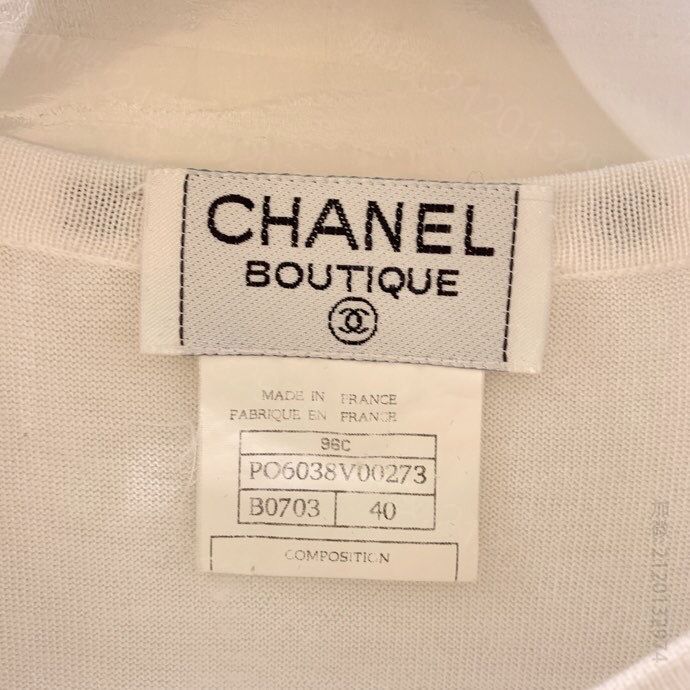 CHANEL
BOUTIQUE
MADE IN FRANCE
FABRIQUE EN FRANCE
96C
PO6038V00273
B0703 40
COMPOSITION